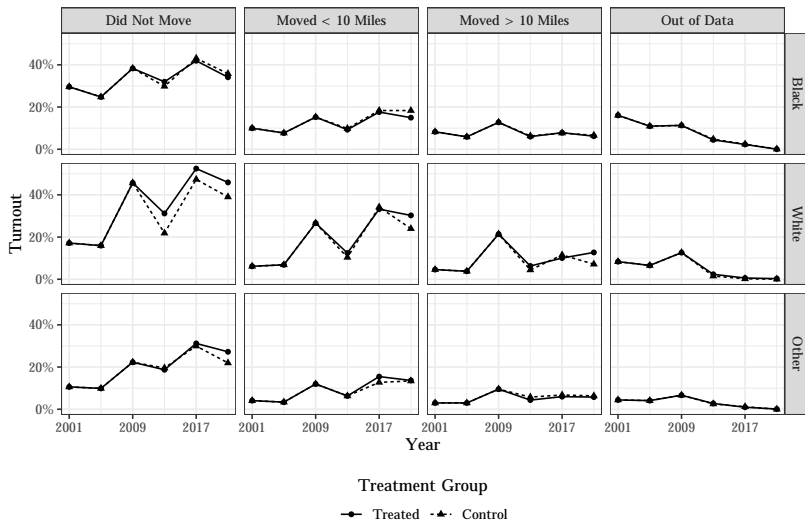 Did Not Move
Moved < 10 Miles
Moved > 10 Miles
Out of Data
40%
20%
0%
Black
40%
20%
0%
White
40%
20%
0%
Other
Turnout
2001 2009 2017 2001 2009 2017 2001 2009 2017 2001 2009 2017
Year
Treatment Group
Treated Control